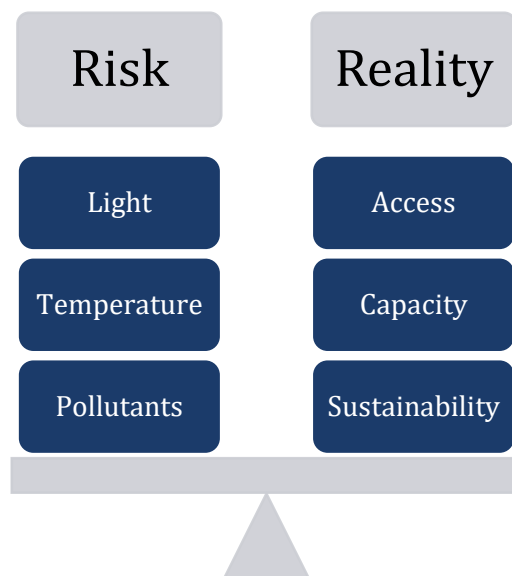 Risk
Reality
Light
Access
Temperature
Capacity
Pollutants
Sustainability